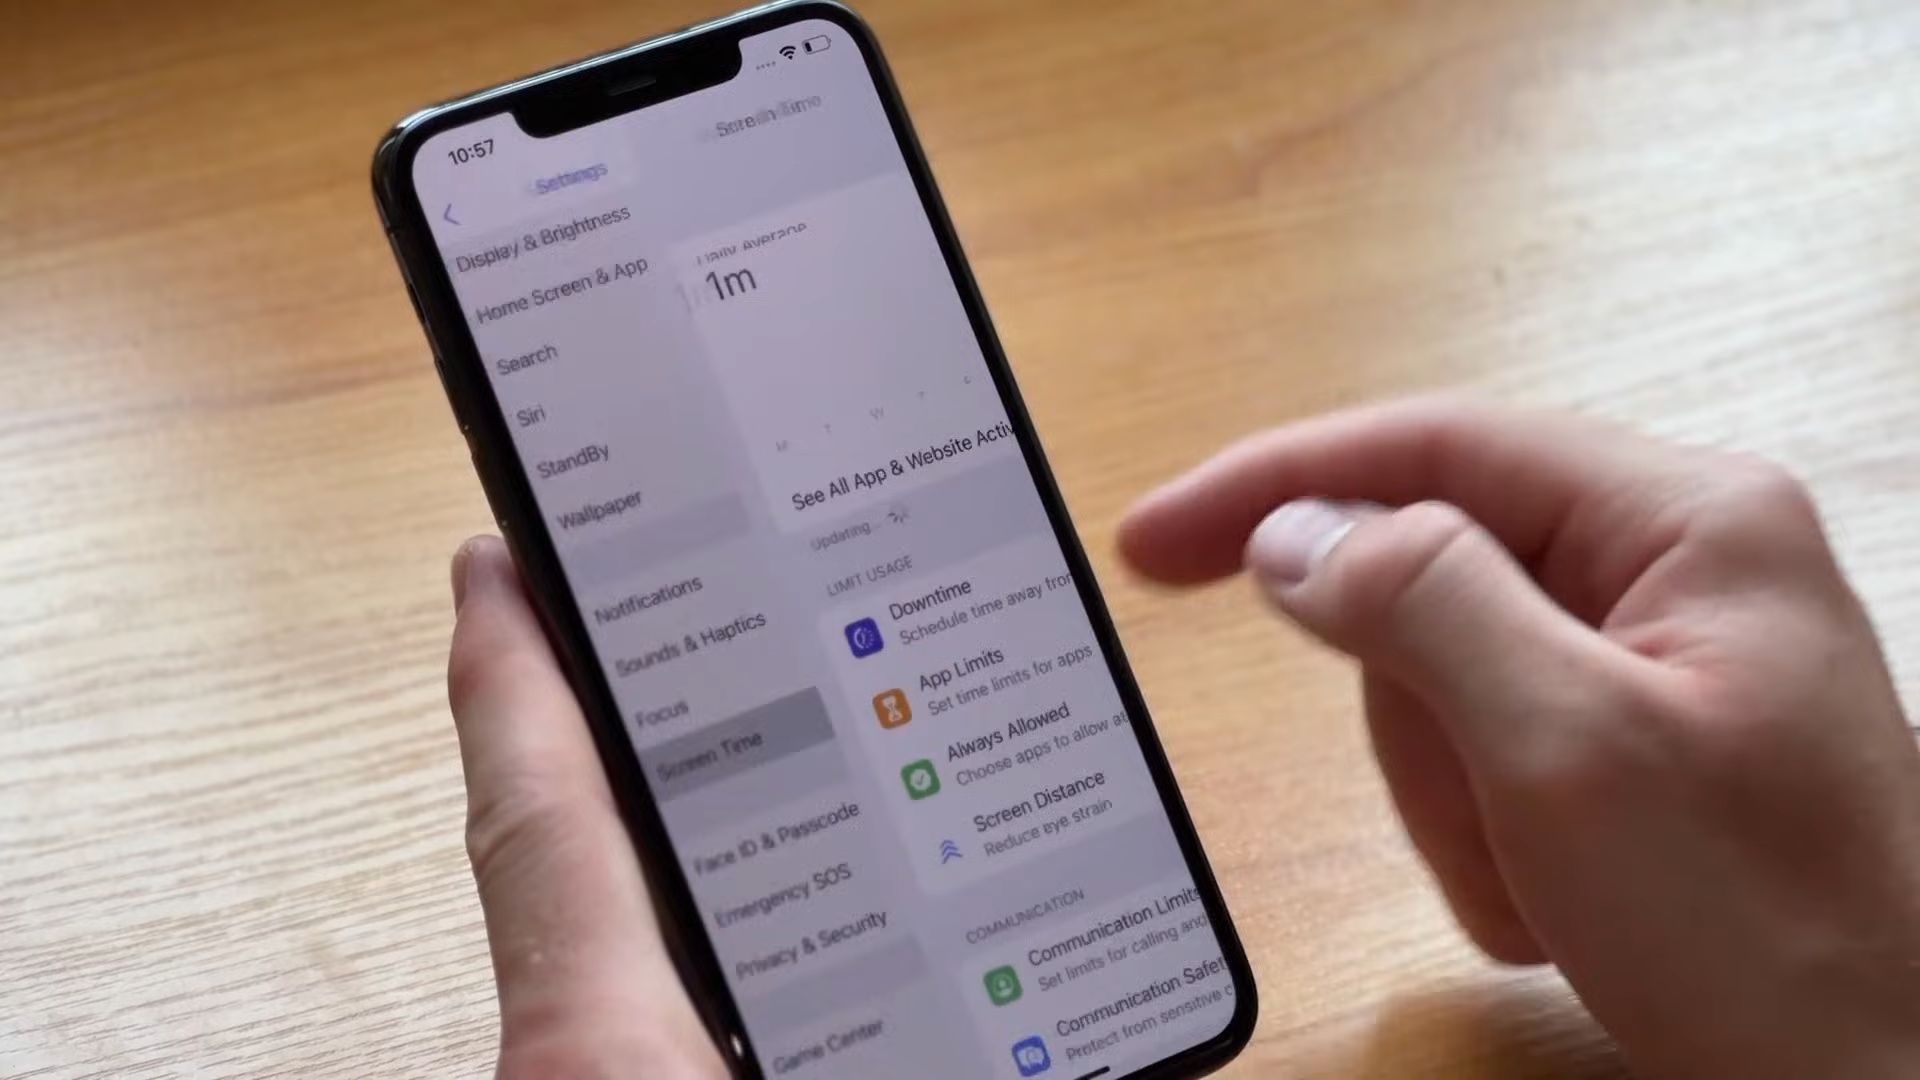 10:57
Settings
Screen Time
Display & Brightness
Home Screen & App
Search
Siri
StandBy
Wallpaper
Notifications
Sounds & Haptics
Focus
Screen Time
Face ID & Passcode
Emergency SOS
Privacy & Security
Game Center
Daily Average
1m
M T W T
See All App & Website Activ
Updating...
LIMIT USAGE
Downtime
Schedule time away from
App Limits
Set time limits for apps
Always Allowed
Choose apps to allow at
Screen Distance
Reduce eye strain
COMMUNICATION
Communication Limits
Set limits for calling and
Communication Safet
Protect from sensitive c